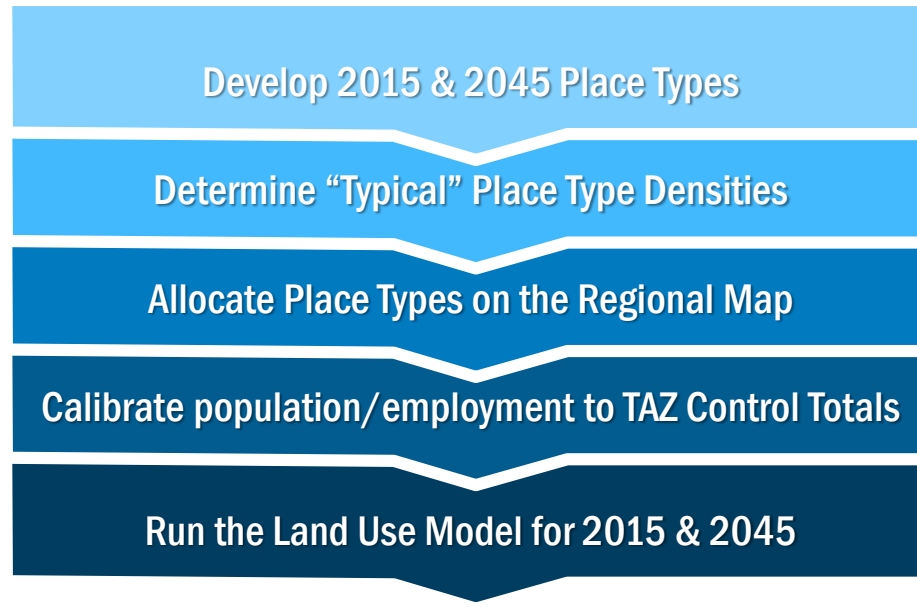 Develop 2015 & 2045 Place Types
Determine “Typical” Place Type Densities
Allocate Place Types on the Regional Map
Calibrate population/employment to TAZ Control Totals
Run the Land Use Model for 2015 & 2045